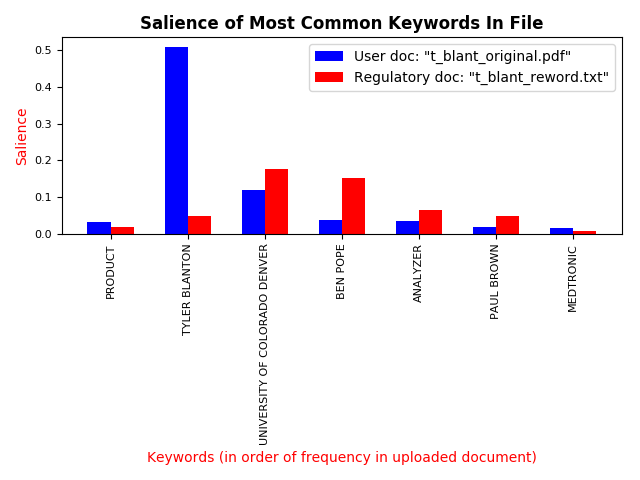 Salience of Most Common Keywords In File
User doc: "t_blant_original.pdf"
Regulatory doc: "t_blant_reword.txt"
Salience
0.5
0.4
0.3
0.2
0.1
0.0
PRODUCT
TYLER BLANTON
UNIVERSITY OF COLORADO DENVER
BEN POPE
ANALYZER
PAUL BROWN
MEDTRONIC
Keywords (in order of frequency in uploaded document)